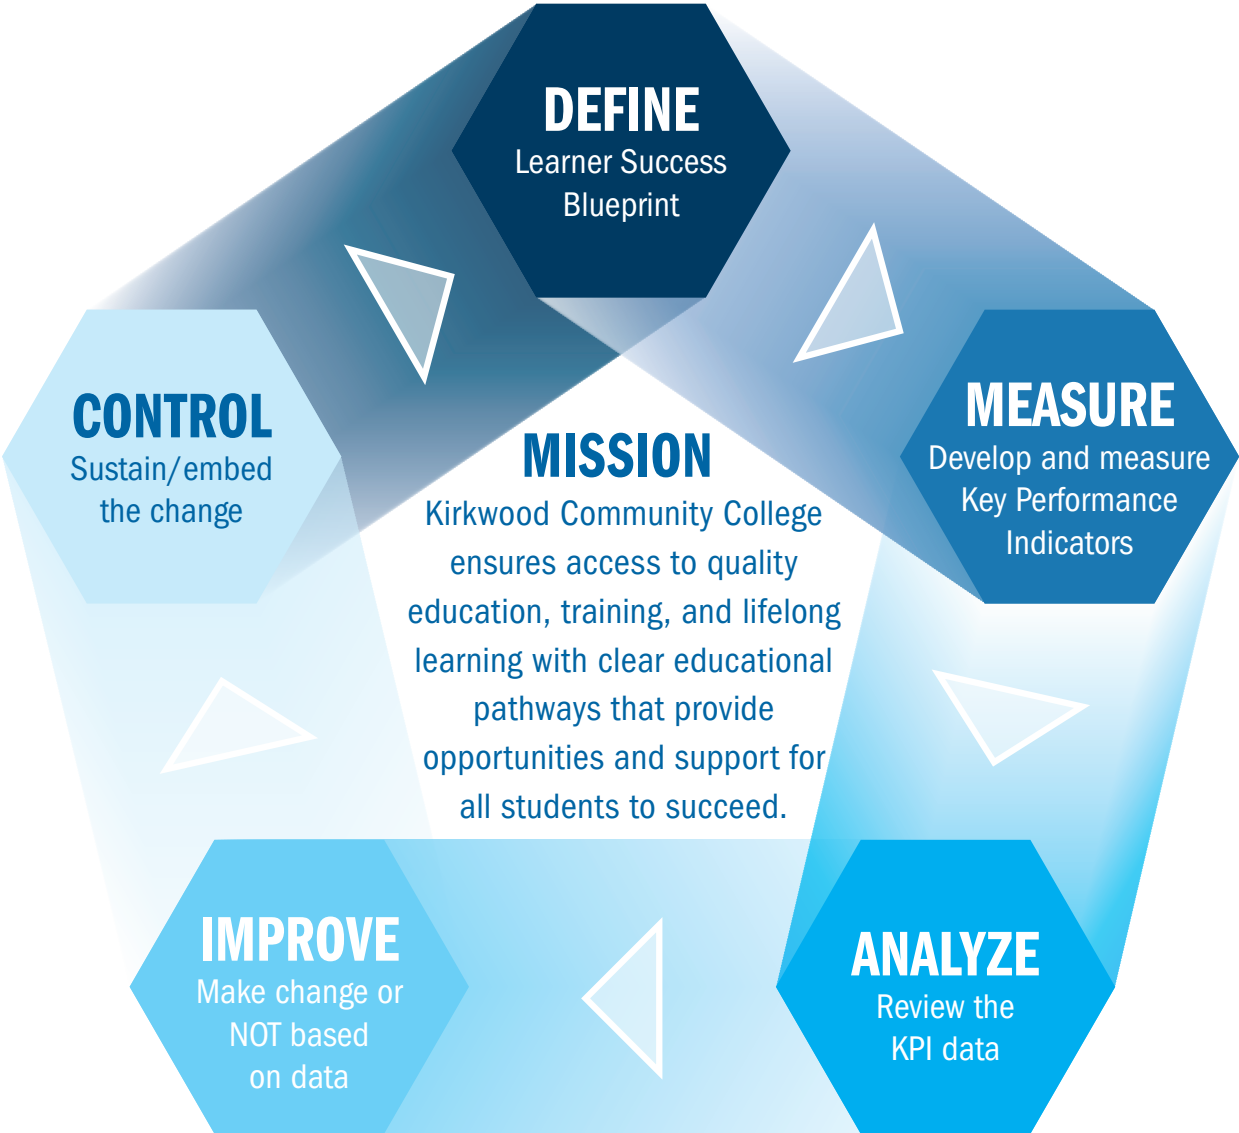 DEFINE
Learner Success
Blueprint
MEASURE
Develop and measure
Key Performance
Indicators
CONTROL
Sustain/embed
the change
MISSION
Kirkwood Community College
ensures access to quality
education, training, and lifelong
learning with clear educational
pathways that provide
opportunities and support for
all students to succeed.
ANALYZE
Review the
KPI data
IMPROVE
Make change or
NOT based
on data